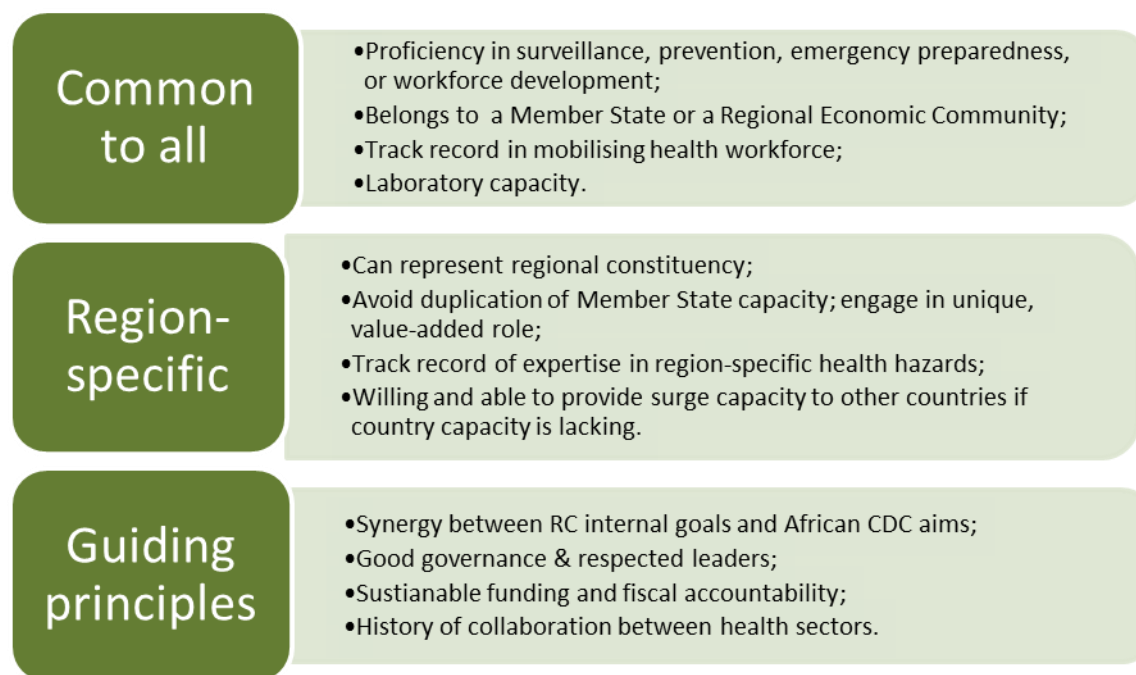 Common
to all
•Proficiency in surveillance, prevention, emergency preparedness,
or workforce development;
•Belongs to a Member State or a Regional Economic Community;
•Track record in mobilising health workforce;
•Laboratory capacity.
Region-
specific
•Can represent regional constituency;
•Avoid duplication of Member State capacity; engage in unique,
value-added role;
•Track record of expertise in region-specific health hazards;
•Willing and able to provide surge capacity to other countries if
country capacity is lacking.
Guiding
principles
•Synergy between RC internal goals and African CDC aims;
•Good governance & respected leaders;
•Sustianable funding and fiscal accountability;
•History of collaboration between health sectors.